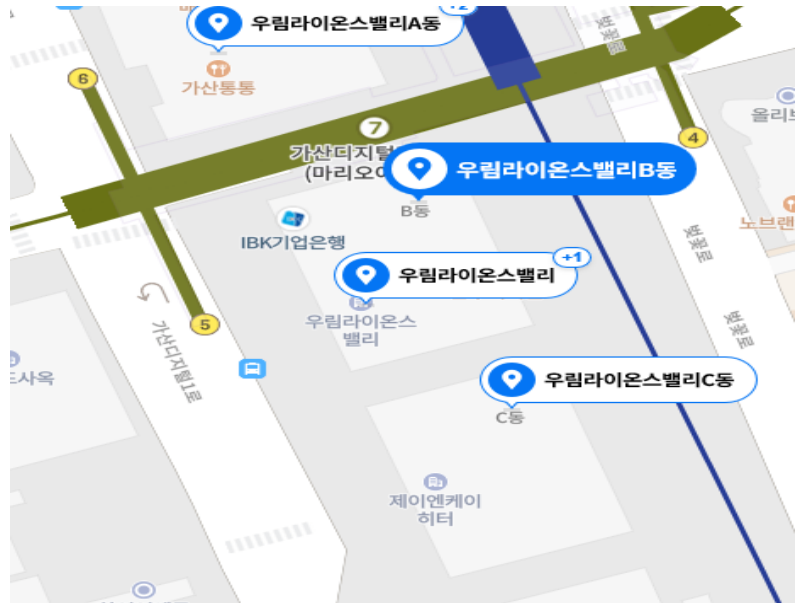 +2
우림라이온스밸리A동
가산통통
6
벚꽃로
올리브
7
가산디지털
(마리오
4
우림라이온스밸리B동
B동
IBK기업은행
노브랜
벚꽃로
+1
우림라이온스밸리
우림라이온스
밸리
5
가산디지털1로
벚꽃로
사옥
우림라이온스밸리C동
C동
제이엔케이
히터